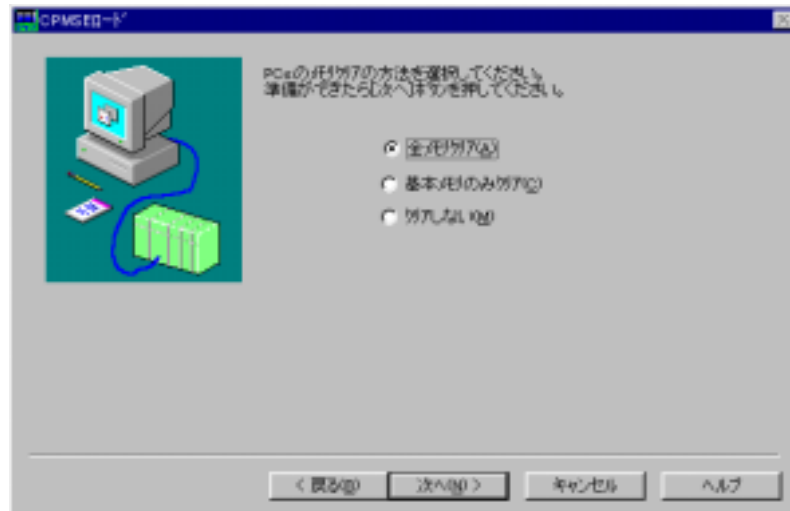 CPMSEﾛｰﾄﾞ
PCsのﾒﾓﾘｸﾘｱの方法を選択してください。
準備ができたら[次へ]ﾎﾞﾀﾝを押してください。
全ﾒﾓﾘｸﾘｱ(A)
基本ﾒﾓﾘのみｸﾘｱ(C)
ｸﾘｱしない(M)
< 戻る(B)
次へ(N) >
キャンセル
ヘルプ